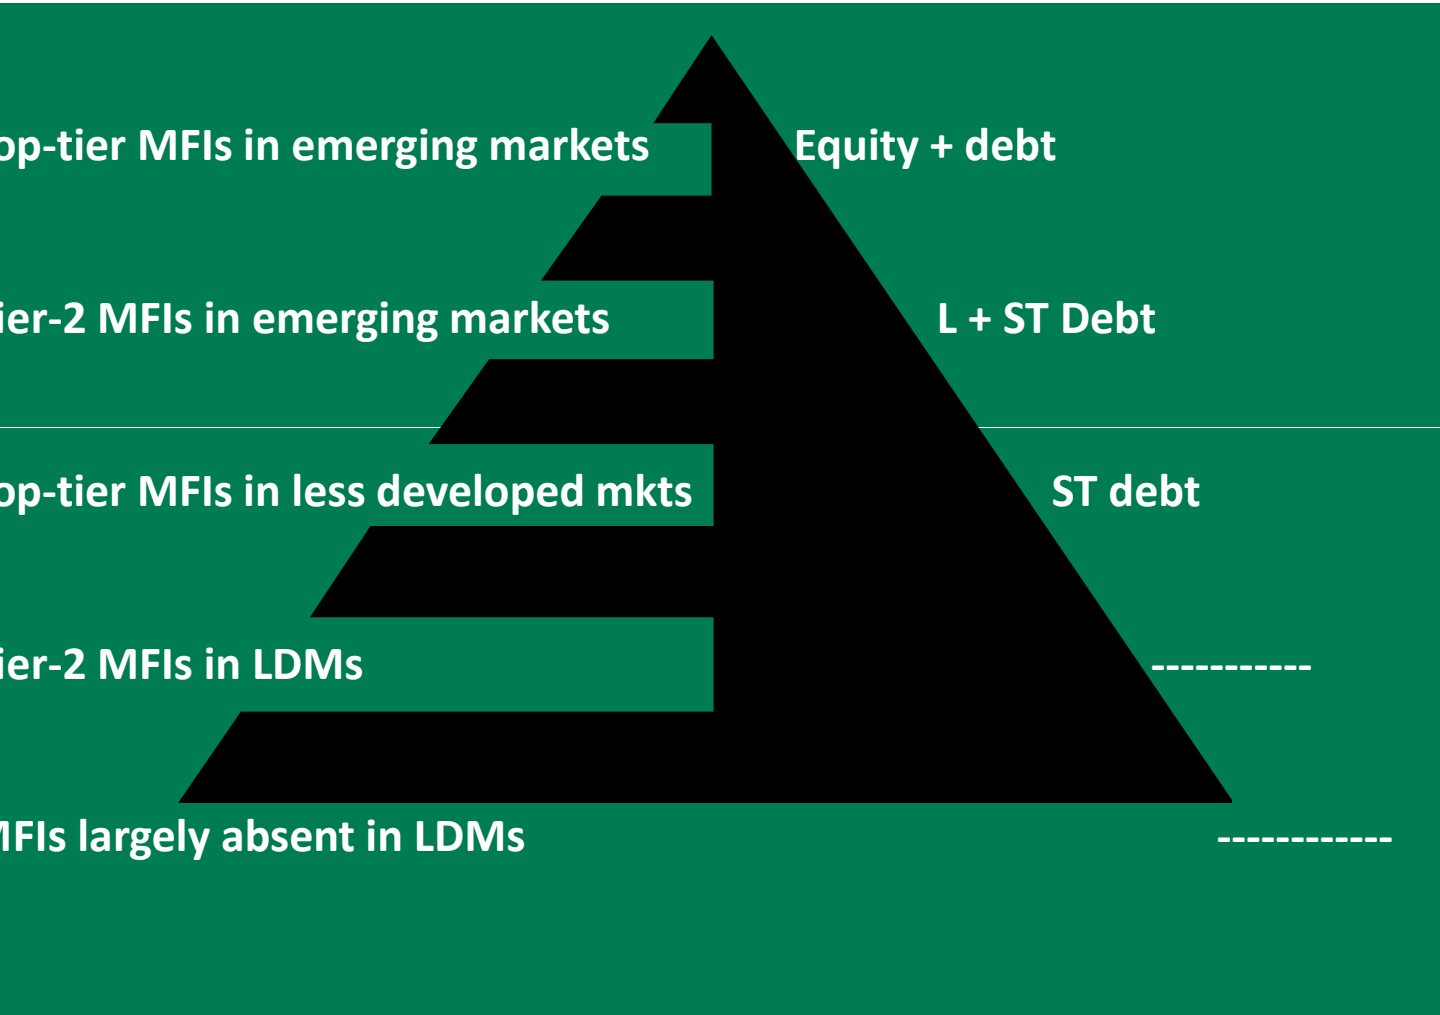 op-tier MFIs in emerging markets Equity + debt
ier-2 MFIs in emerging markets L + ST Debt
op-tier MFIs in less developed mkts ST debt
ier-2 MFIs in LDMs -----------
MFIs largely absent in LDMs ------------